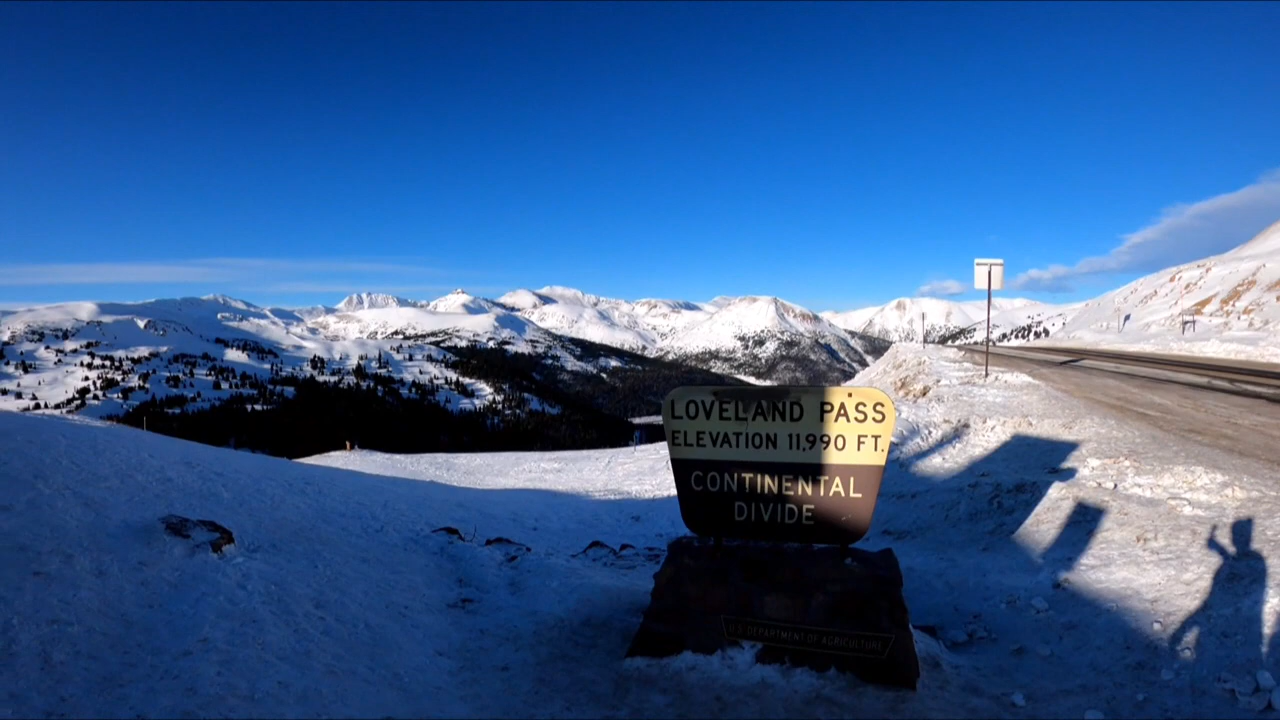 LOVELAND PASS
ELEVATION 11,990 FT.
CONTINENTAL
DIVIDE
U.S. DEPARTMENT OF AGRICULTURE